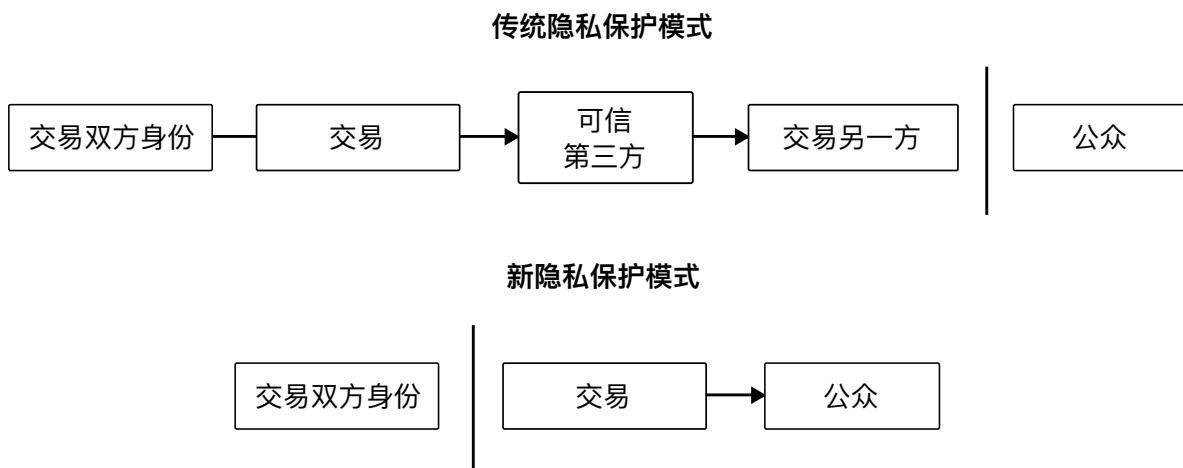 传统隐私保护模式
交易双方身份
交易
可信
第三方
交易另一方
公众
新隐私保护模式
交易双方身份
交易
公众